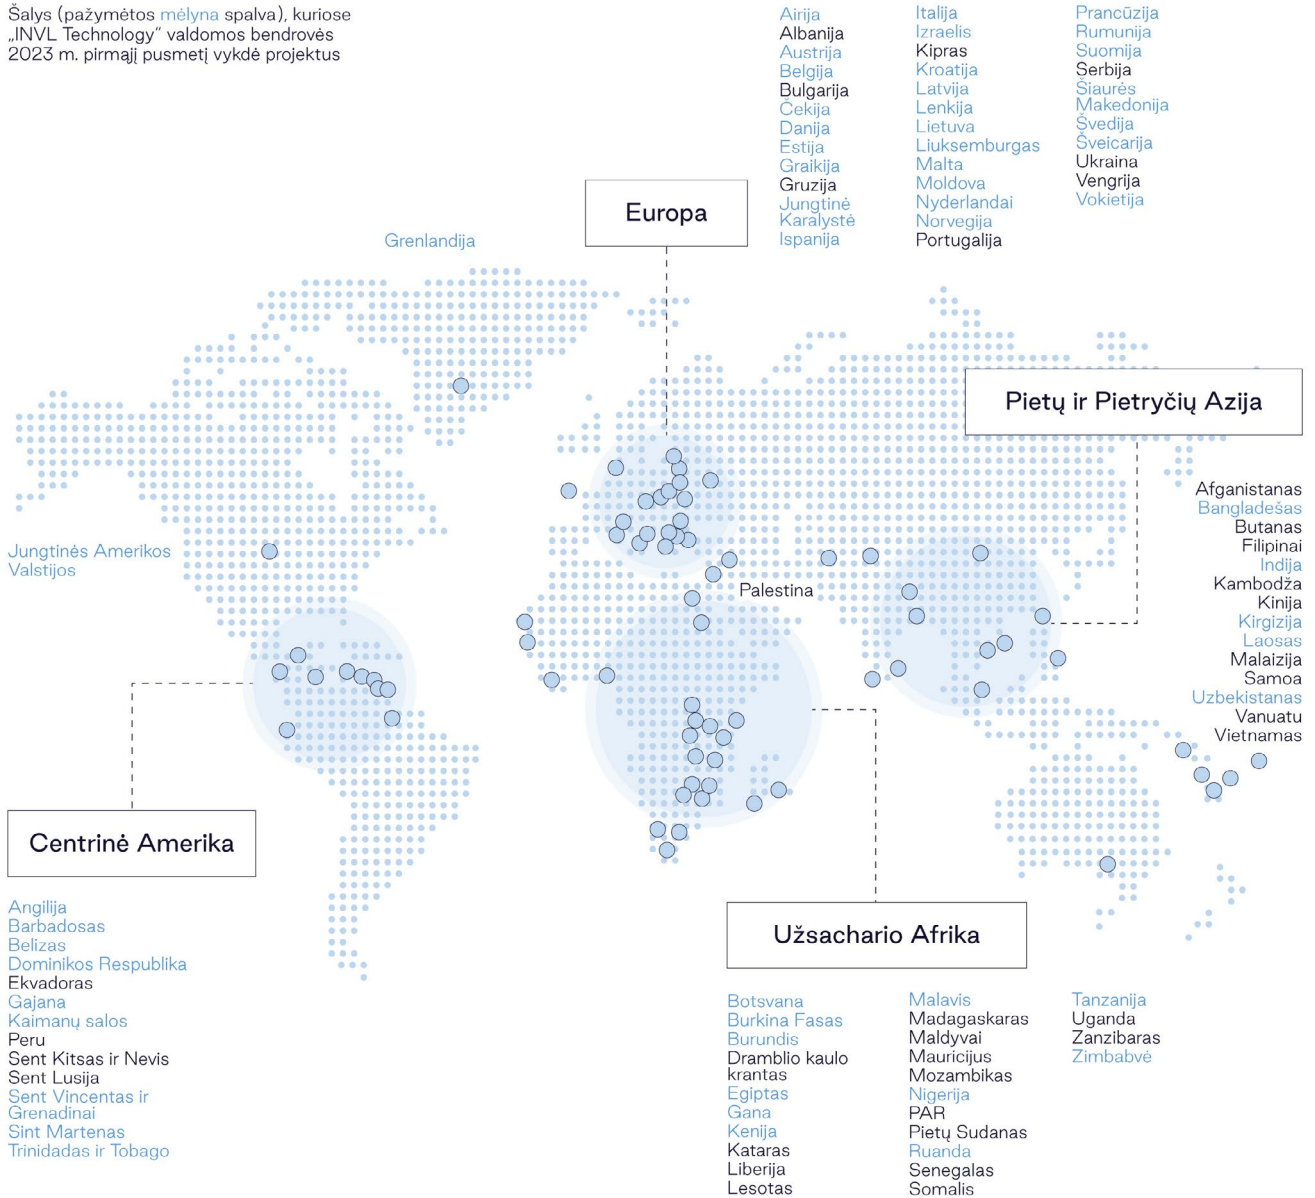 Šalys (pažymėtos mėlyna spalva), kuriose
„INVL Technology“ valdomos bendrovės
2023 m. pirmąjį pusmetį vykdė projektus
Airija
Albanija
Austrija
Belgija
Bulgarija
Čekija
Danija
Estija
Graikija
Gruzija
Jungtinė
Karalystė
Ispanija
Italija
Izraelis
Kipras
Kroatija
Latvija
Lenkija
Lietuva
Liuksemburgas
Malta
Moldova
Nyderlandai
Norvegija
Portugalija
Prancūzija
Rumunija
Suomija
Serbija
Šiaurės
Makedonija
Švedija
Šveicarija
Ukraina
Vengrija
Vokietija
Europa
Grenlandija
Pietų ir Pietryčių Azija
Afganistanas
Bangladešas
Butanas
Filipinai
Indija
Kambodža
Kinija
Kirgizija
Laosas
Malaizija
Samoa
Uzbekistanas
Vanuatu
Vietnamas
Jungtinės Amerikos
Valstijos
Palestina
Centrinė Amerika
Angilija
Barbadosas
Belizas
Dominikos Respublika
Ekvadoras
Gajana
Kaimanų salos
Peru
Sent Kitsas ir Nevis
Sent Lusija
Sent Vincentas ir
Grenadinai
Sint Martenas
Trinidadas ir Tobago
Užsachario Afrika
Botsvana
Burkina Fasas
Burundis
Dramblio kaulo
krantas
Egiptas
Gana
Kenija
Kataras
Liberija
Lesotas
Malavis
Madagaskaras
Maldyvai
Mauricijus
Mozambikas
Nigerija
PAR
Pietų Sudanas
Ruanda
Senegalas
Somalis
Tanzanija
Uganda
Zanzibaras
Zimbabvė